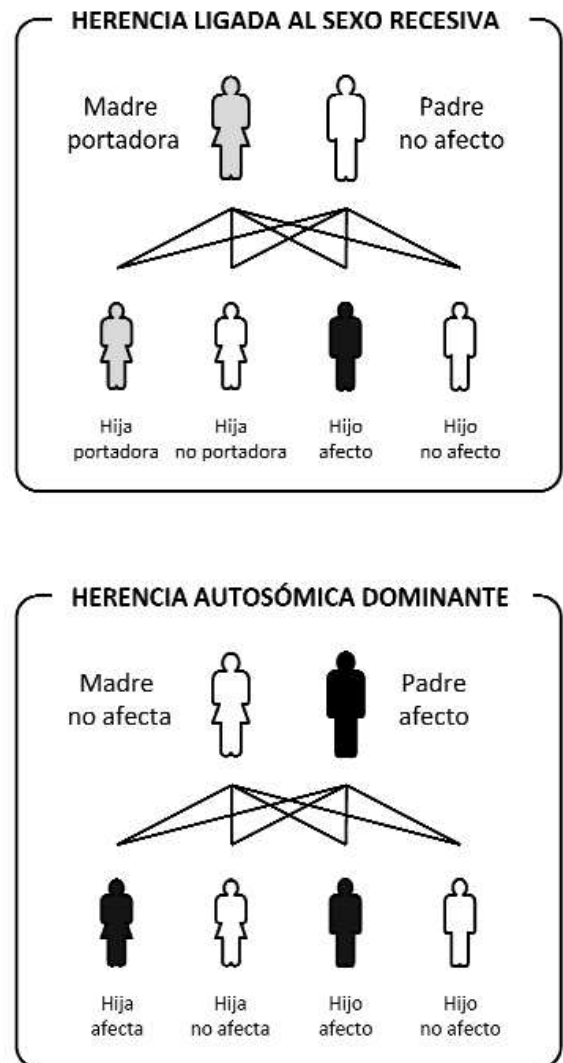 HERENCIA LIGADA AL SEXO RECESIVA
Madre
portadora
Padre
no afecto
Hija
portadora
Hija
no portadora
Hijo
afecto
Hijo
no afecto
HERENCIA AUTOSÓMICA DOMINANTE
Madre
no afecta
Padre
afecto
Hija
afecta
Hija
no afecta
Hijo
afecto
Hijo
no afecto